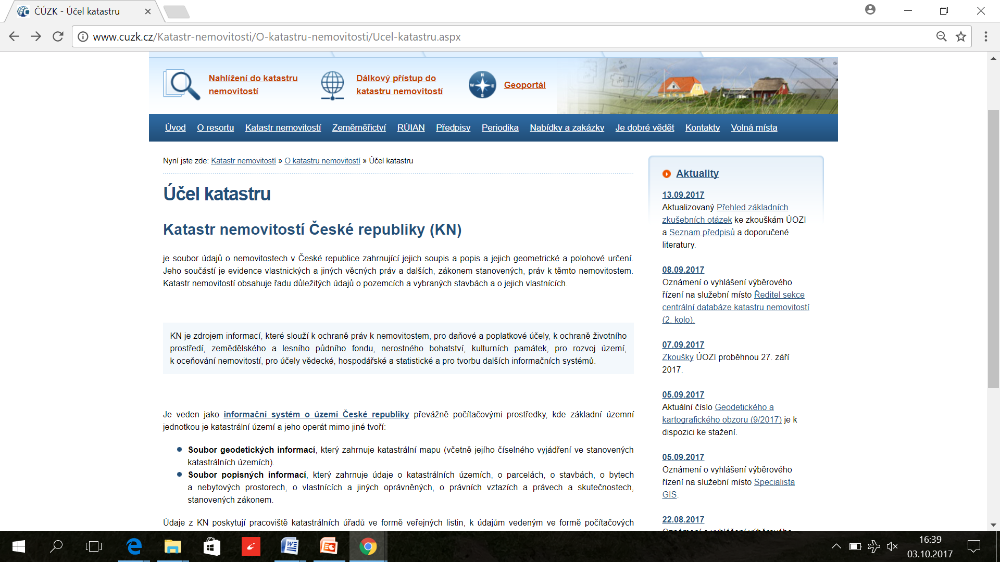 ČÚZK - Účel katastru
www.cuzk.cz/Katastr-nemovitosti/O-katastru-nemovitosti/Ucel-katastru.aspx
Nahlížení do katastru
nemovitostí
Dálkový přístup do
katastru nemovitostí
N
W E
S
Geoportál
Úvod O resortu Katastr nemovitostí Zeměměřictví RÚIAN Předpisy Periodika Nabídky a zakázky Je dobré vědět Kontakty Volná místa
Nyní jste zde: Katastr nemovitostí » O katastru nemovitostí » Účel katastru
Účel katastru
Katastr nemovitostí České republiky (KN)
je soubor údajů o nemovitostech v České republice zahrnující jejich soupis a popis a jejich geometrické a polohové určení.
Jeho součástí je evidence vlastnických a jiných věcných práv a dalších, zákonem stanovených, práv k těmto nemovitostem.
Katastr nemovitostí obsahuje řadu důležitých údajů o pozemcích a vybraných stavbách a o jejich vlastnících.
KN je zdrojem informací, které slouží k ochraně práv k nemovitostem, pro daňové a poplatkové účely, k ochraně životního
prostředí, zemědělského a lesního půdního fondu, nerostného bohatství, kulturních památek, pro rozvoj území,
k oceňování nemovitostí, pro účely vědecké, hospodářské a statistické a pro tvorbu dalších informačních systémů.
Je veden jako informační systém o území České republiky převážně počítačovými prostředky, kde základní územní
jednotkou je katastrální území a jeho operát mimo jiné tvoří:
Soubor geodetických informací, který zahrnuje katastrální mapu (včetně jejího číselného vyjádření ve stanovených
katastrálních územích).
Soubor popisných informací, který zahrnuje údaje o katastrálních územích, o parcelách, o stavbách, o bytech
a nebytových prostorech, o vlastnících a jiných oprávněných, o právních vztazích a právech a skutečnostech,
stanovených zákonem.
Údaje z KN poskytují pracoviště katastrálních úřadů ve formě veřejných listin, k údajům vedeným ve formě počítačových
Aktuality
13.09.2017
Aktualizovaný Přehled základních
zkušebních otázek ke zkouškám ÚOZI
a Seznam předpisů a doporučené
literatury.
08.09.2017
Oznámení o vyhlášení výběrového
řízení na služební místo Ředitel sekce
centrální databáze katastru nemovitostí
(2. kolo).
07.09.2017
Zkoušky ÚOZI proběhnou 27. září
2017.
05.09.2017
Aktuální číslo Geodetického a
kartografického obzoru (9/2017) je k
dispozici ke stažení.
05.09.2017
Oznámení o vyhlášení výběrového
řízení na služební místo Specialista
GIS.
22.08.2017
Oznámení o vyhlášení výběrového
16:39
03.10.2017